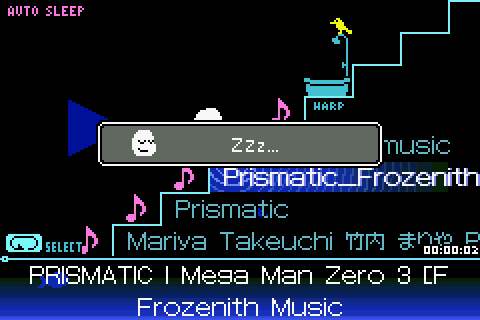 AUTO SLEEP
HARP
Zzz...
music
Prismatic_Frozenith
Prismatic
SELECT
Mariya Takeuchi 竹内 まりや P
00:00:02
PRISMATIC | Mega Man Zero 3 [F
Frozenith Music